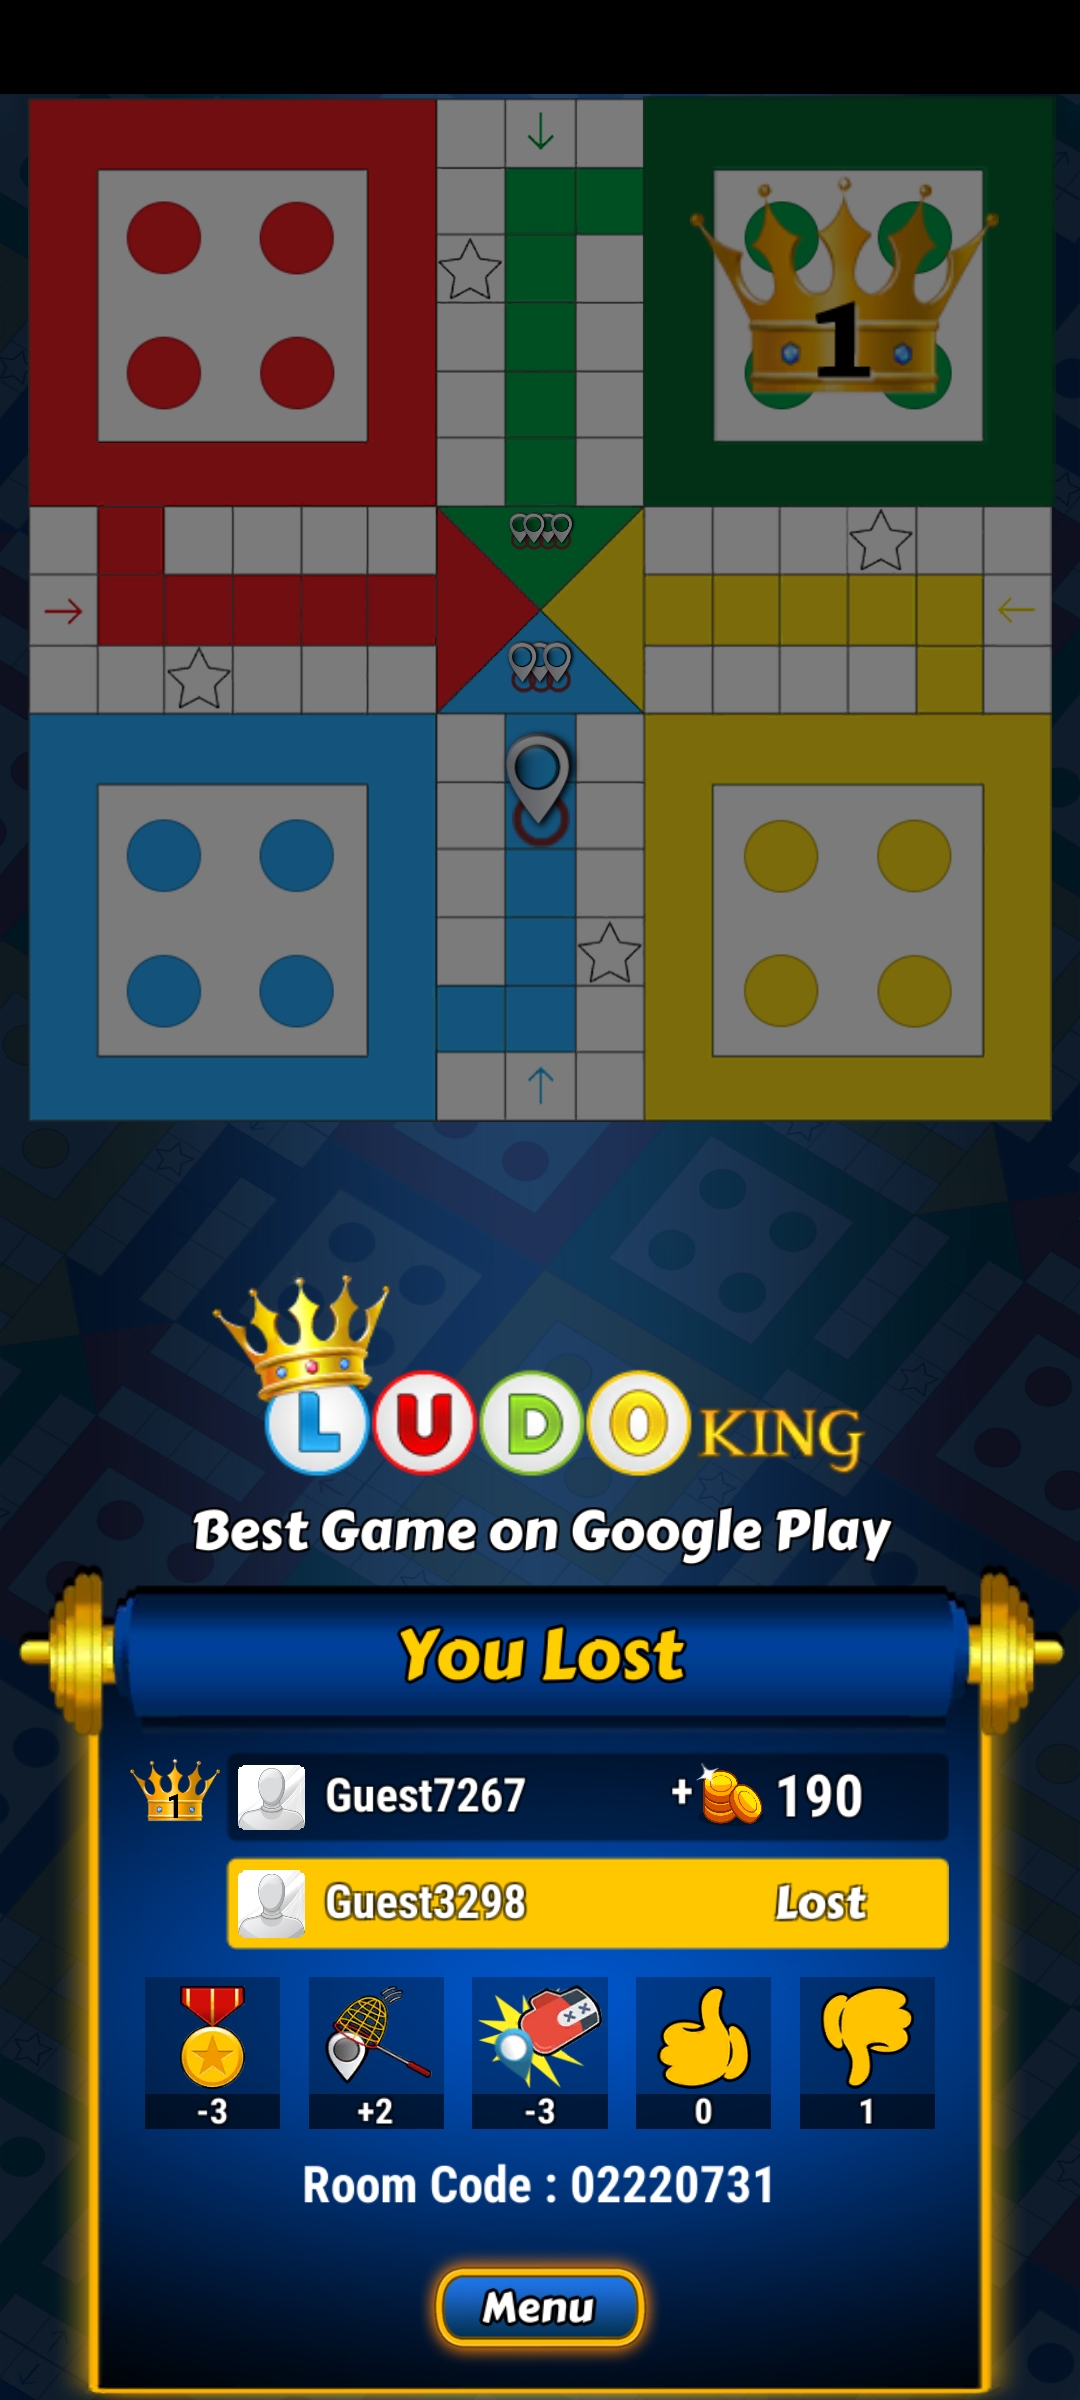 1
LUDO KING
Best Game on Google Play
You Lost
1 Guest7267 + 190
Guest3298 Lost
-3 +2 -3 0 1
Room Code : 02220731
Menu